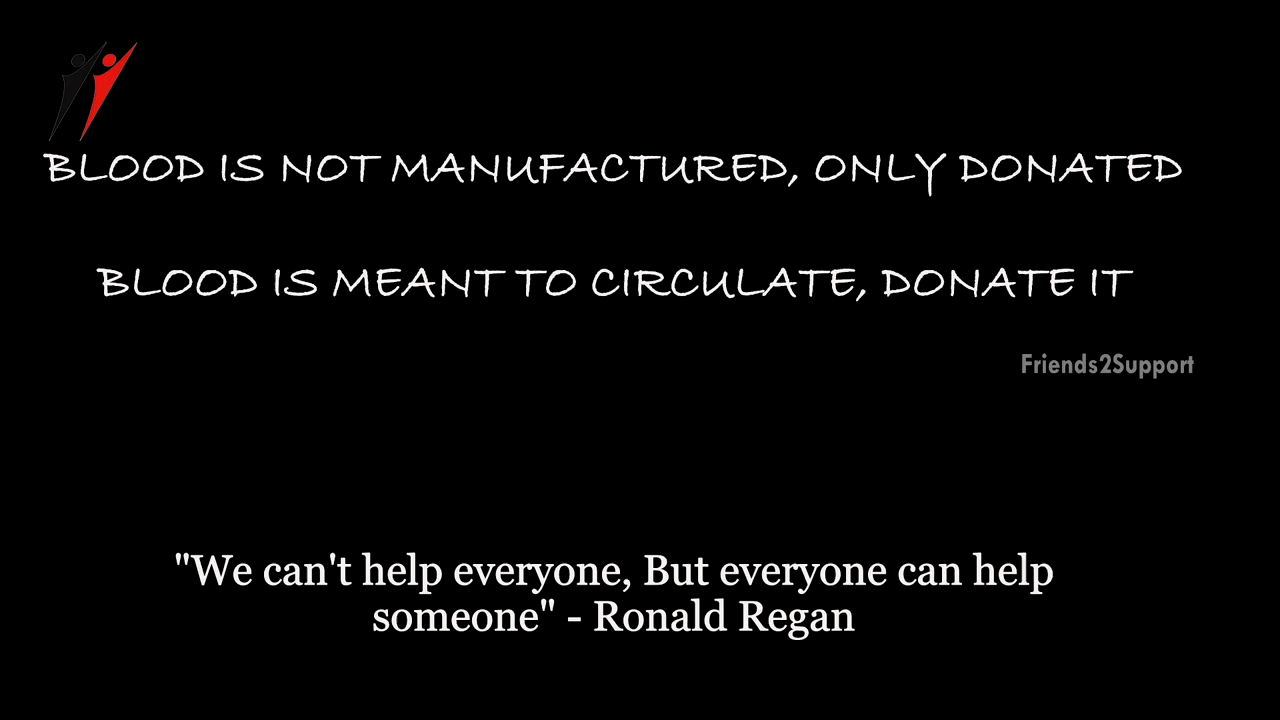 BLOOD IS NOT MANUFACTURED, ONLY DONATED
BLOOD IS MEANT TO CIRCULATE, DONATE IT
Friends2Support
"We can't help everyone, But everyone can help
someone" - Ronald Regan